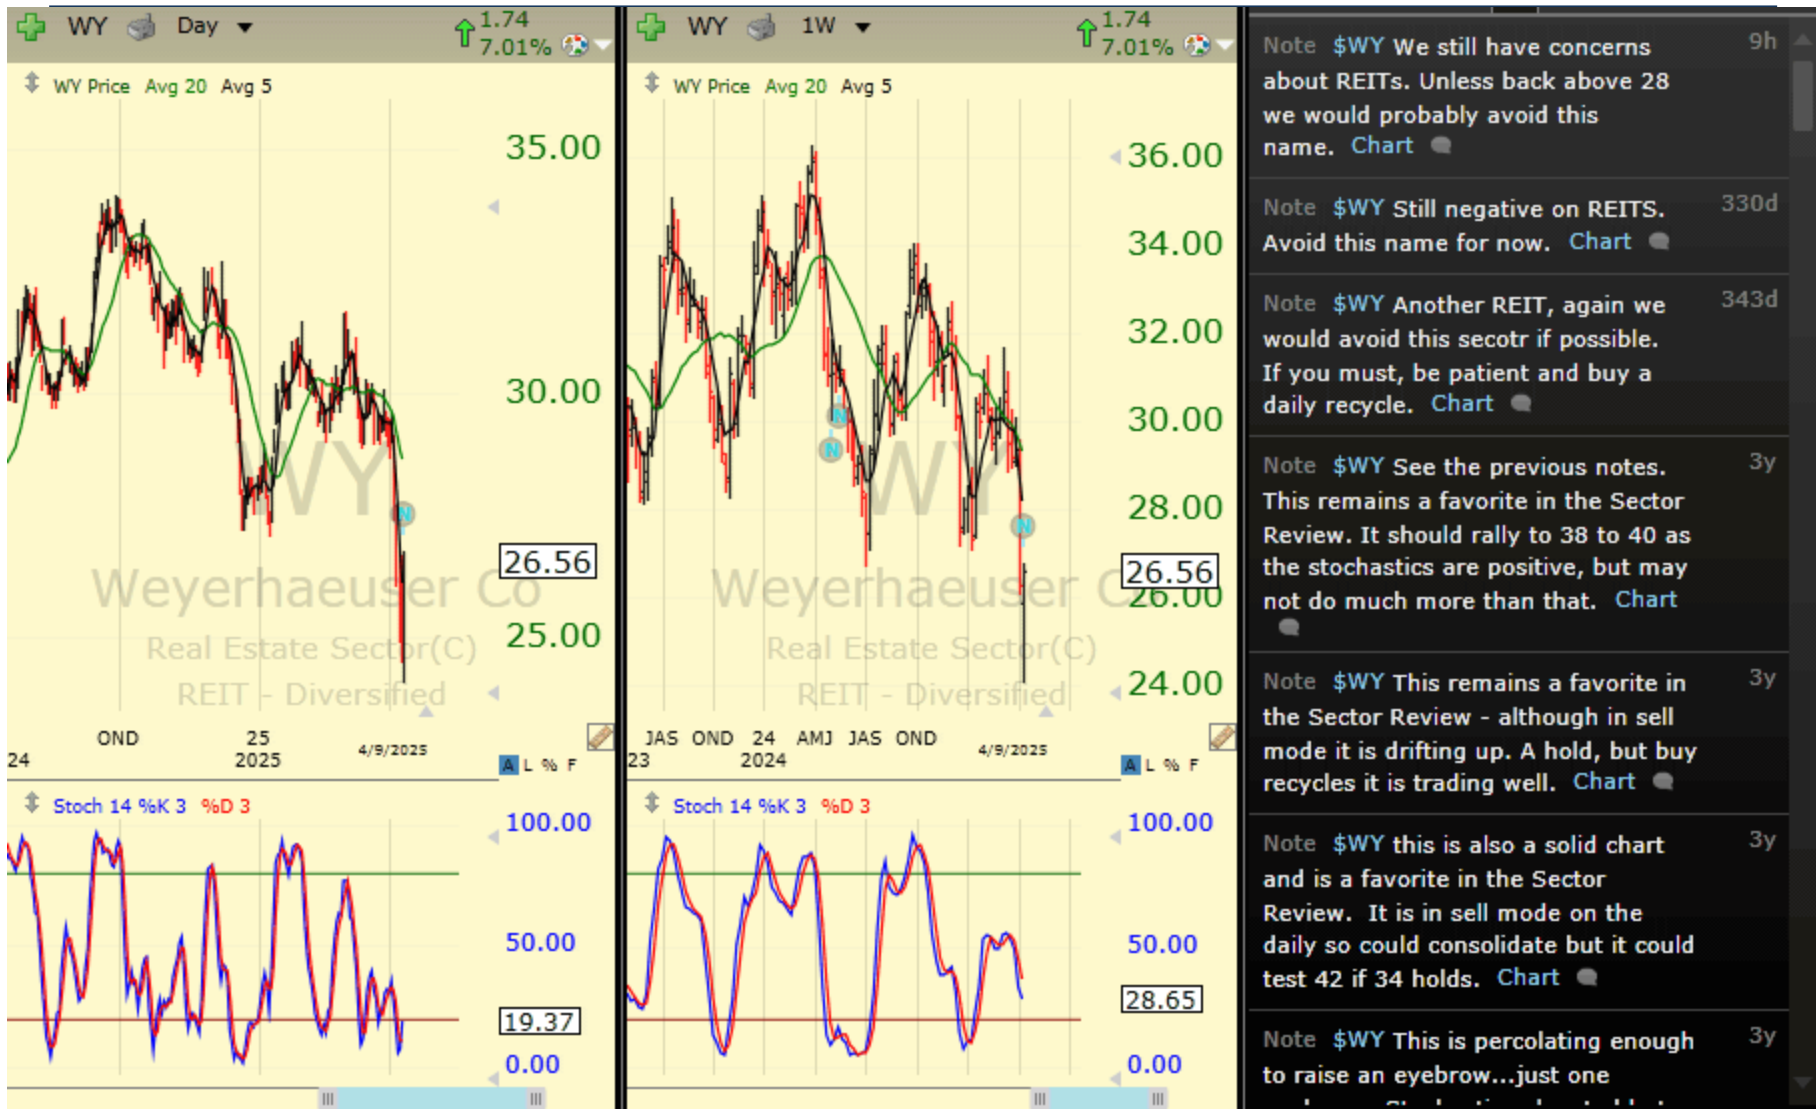 WY Day 1.74
7.01%
WY Price Avg 20 Avg 5
35.00
30.00
WY
26.56
Weyerhaeuser Co
25.00
Real Estate Sector(C)
REIT - Diversified
N
OND 25 4/9/2025
24 2025
A L % F
Stoch 14 %K 3 %D 3
100.00
50.00
19.37
0.00
WY 1W 1.74
7.01%
WY Price Avg 20 Avg 5
36.00
34.00
32.00
30.00
N
N
WY
28.00
N
26.56
Weyerhaeuser C
26.00
Real Estate Sector(C)
REIT - Diversified
24.00
JAS OND 24 AMJ JAS OND 4/9/2025
23 2024
A L % F
Stoch 14 %K 3 %D 3
100.00
50.00
28.65
0.00
Note $WY We still have concerns 9h
about REITs. Unless back above 28
we would probably avoid this
name. Chart
Note $WY Still negative on REITS. 330d
Avoid this name for now. Chart
Note $WY Another REIT, again we 343d
would avoid this secotr if possible.
If you must, be patient and buy a
daily recycle. Chart
Note $WY See the previous notes. 3y
This remains a favorite in the Sector
Review. It should rally to 38 to 40 as
the stochastics are positive, but may
not do much more than that. Chart
Note $WY This remains a favorite in 3y
the Sector Review - although in sell
mode it is drifting up. A hold, but buy
recycles it is trading well. Chart
Note $WY this is also a solid chart 3y
and is a favorite in the Sector
Review. It is in sell mode on the
daily so could consolidate but it could
test 42 if 34 holds. Chart
Note $WY This is percolating enough 3y
to raise an eyebrow...just one